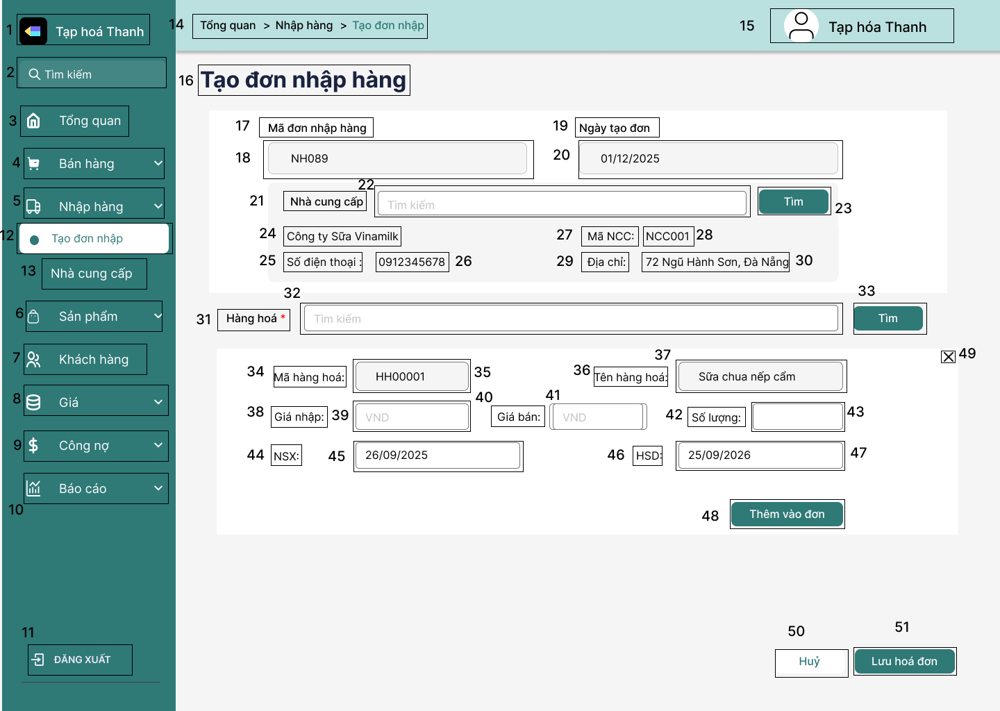 1 Tạp hoá Thanh
14 Tổng quan > Nhập hàng > Tạo đơn nhập
15 Tạp hóa Thanh
2 Tìm kiếm
3 Tổng quan
4 Bán hàng
5 Nhập hàng
12 Tạo đơn nhập
13 Nhà cung cấp
6 Sản phẩm
7 Khách hàng
8 Giá
9 Công nợ
10 Báo cáo
11 ĐĂNG XUẤT
16 Tạo đơn nhập hàng
17 Mã đơn nhập hàng 19 Ngày tạo đơn
18 NH089 20 01/12/2025
21 Nhà cung cấp 22 Tìm kiếm Tìm 23
24 Công ty Sữa Vinamilk 27 Mã NCC: NCC001 28
25 Số điện thoại : 0912345678 26 29 Địa chỉ: 72 Ngũ Hành Sơn, Đà Nẵng 30
31 Hàng hoá * 32 Tìm kiếm 33 Tìm
49
34 Mã hàng hoá: HH00001 35 36 Tên hàng hoá: 37 Sữa chua nếp cẩm
38 Giá nhập: 39 VND 40 Giá bán: 41 VND 42 Số lượng: 43
44 NSX: 45 26/09/2025 46 HSD: 25/09/2026 47
48 Thêm vào đơn
50 Huỷ 51 Lưu hoá đơn